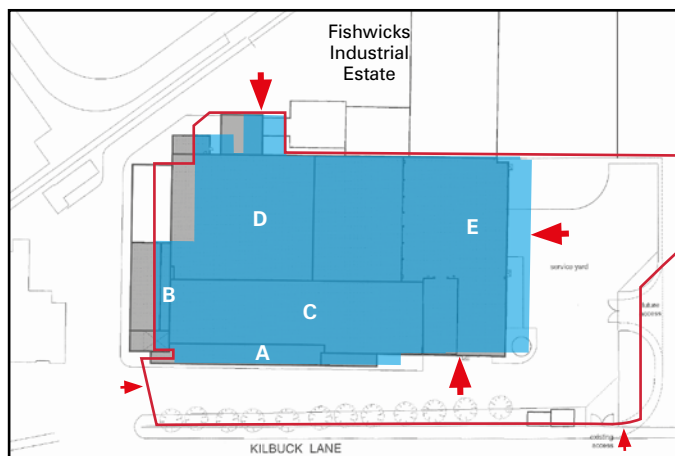 Fishwicks
Industrial
Estate
D
E
service yard
B
C
future
access
A
existing
access
KILBUCK LANE